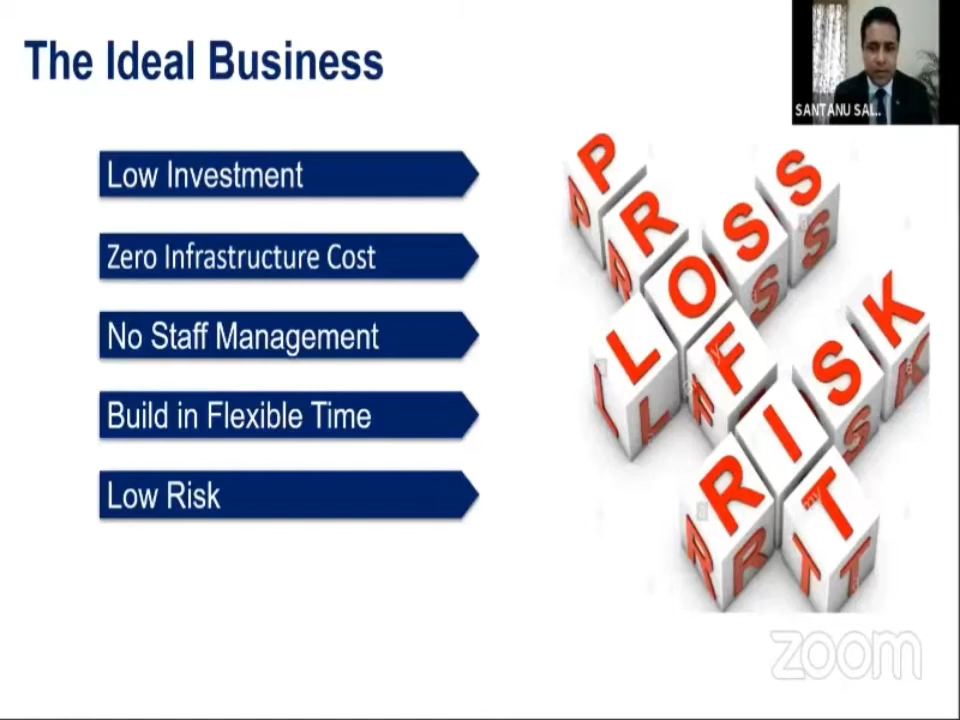 The Ideal Business
SANTANU SAL..
Low Investment
Zero Infrastructure Cost
No Staff Management
Build in Flexible Time
Low Risk
PROFIT
LOSS
RISK
zoom